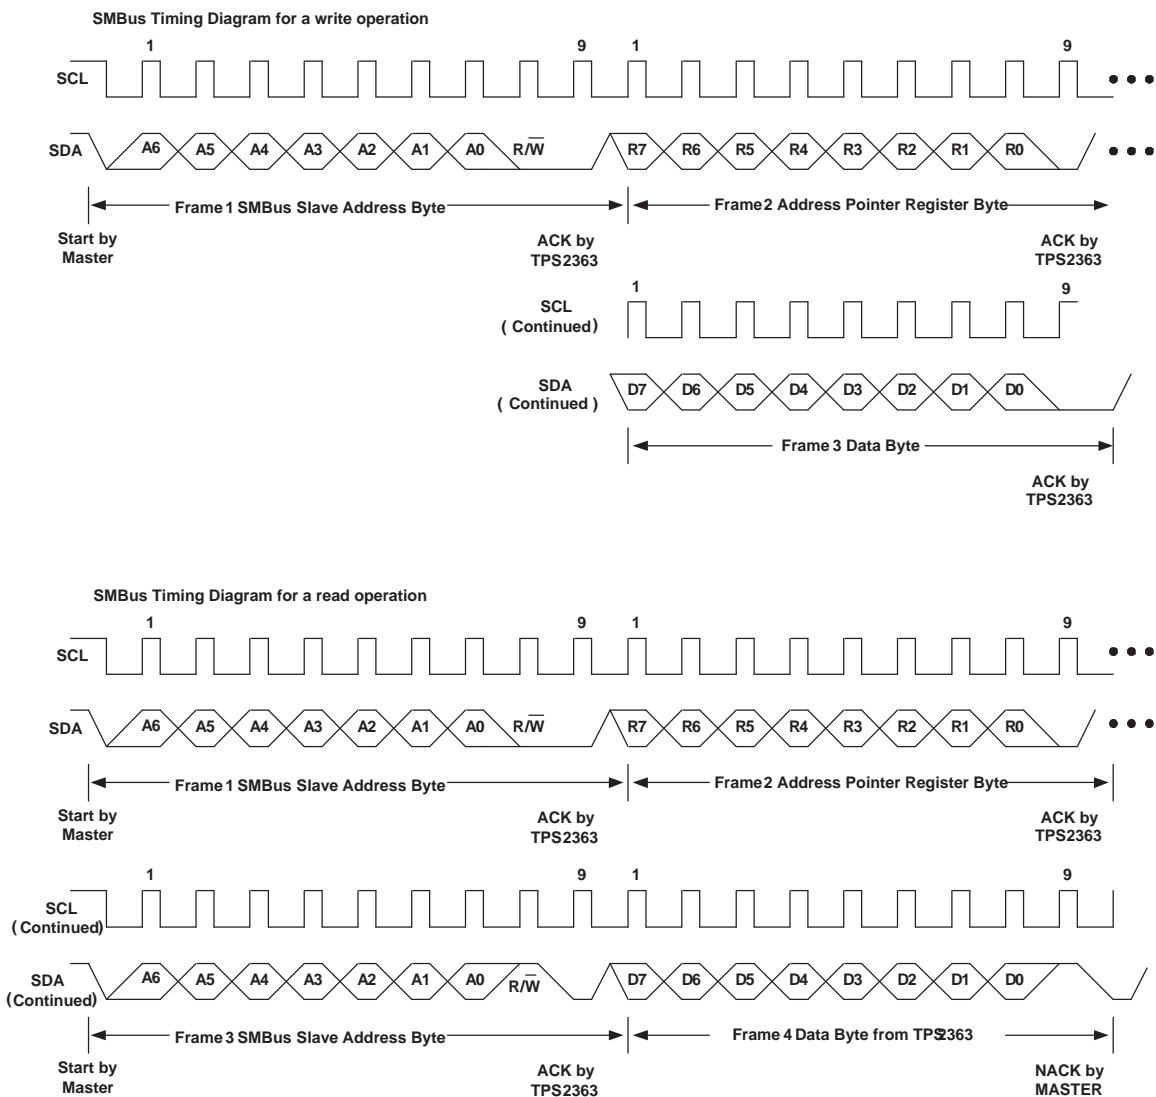 SMBus Timing Diagram for a write operation
1 9 1 9
SCL
SDA A6 A5 A4 A3 A2 A1 A0 R/W R7 R6 R5 R4 R3 R2 R1 R0
Frame 1 SMBus Slave Address Byte Frame 2 Address Pointer Register Byte
Start by
Master
ACK by
TPS2363
ACK by
TPS2363
1 9
SCL
( Continued)
SDA
( Continued )
D7 D6 D5 D4 D3 D2 D1 D0
Frame 3 Data Byte
ACK by
TPS2363
SMBus Timing Diagram for a read operation
1 9 1 9
SCL
SDA A6 A5 A4 A3 A2 A1 A0 R/W R7 R6 R5 R4 R3 R2 R1 R0
Frame 1 SMBus Slave Address Byte Frame 2 Address Pointer Register Byte
Start by
Master
ACK by
TPS2363
ACK by
TPS2363
1 9 1 9
SCL
( Continued)
SDA
(Continued)
A6 A5 A4 A3 A2 A1 A0 R/W D7 D6 D5 D4 D3 D2 D1 D0
Frame 3 SMBus Slave Address Byte Frame 4 Data Byte from TPS2363
Start by
Master
ACK by
TPS2363
NACK by
MASTER